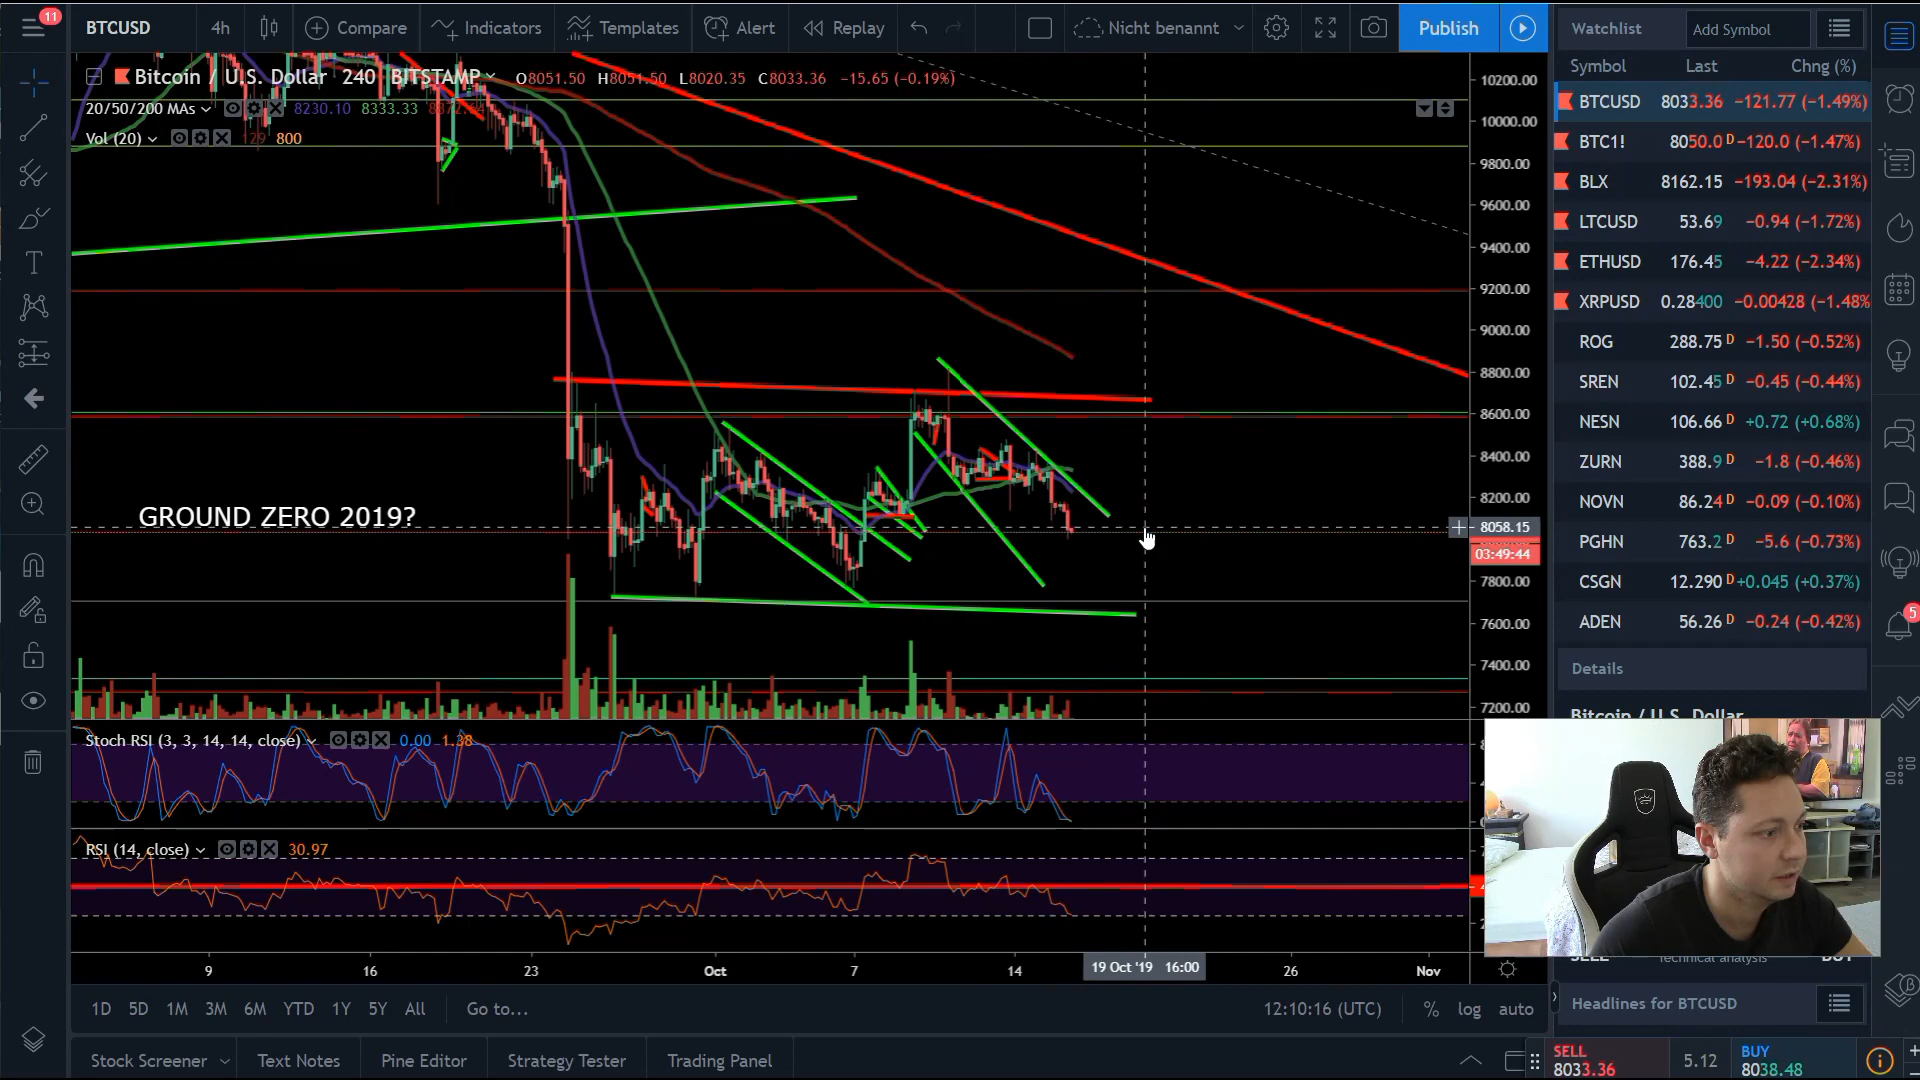 11
BTCUSD 4h Compare Indicators Templates Alert Replay Nicht benannt Publish
Bitcoin / U.S. Dollar 240 BITSTAMP O8051.50 H8051.50 L8020.35 C8033.36 −15.65 (−0.19%)
20/50/200 MAs 8230.10 8333.33
Vol (20) 129 800
GROUND ZERO 2019?
10200.00
10000.00
9800.00
9600.00
9400.00
9200.00
9000.00
8800.00
8600.00
8400.00
8200.00
8058.15
03:49:44
7800.00
7600.00
7400.00
7200.00
Stoch RSI (3, 3, 14, 14, close) 0.00 1.38
RSI (14, close) 30.97
9 16 23 Oct 7 14 19 Oct '19 16:00 26 Nov
1D 5D 1M 3M 6M YTD 1Y 5Y All Go to... 12:10:16 (UTC) % log auto
Stock Screener Text Notes Pine Editor Strategy Tester Trading Panel
Watchlist Add Symbol
Symbol Last Chng (%)
BTCUSD 8033.36 −121.77 (−1.49%)
BTC1! 8050.0 D −120.0 (−1.47%)
BLX 8162.15 −193.04 (−2.31%)
LTCUSD 53.69 −0.94 (−1.72%)
ETHUSD 176.45 −4.22 (−2.34%)
XRPUSD 0.28400 −0.00428 (−1.48%
ROG 288.75 D −1.50 (−0.52%)
SREN 102.45 D −0.45 (−0.44%)
NESN 106.66 D +0.72 (+0.68%)
ZURN 388.9 D −1.8 (−0.46%)
NOVN 86.24 D −0.09 (−0.10%)
PGHN 763.2 D −5.6 (−0.73%)
CSGN 12.290 D +0.045 (+0.37%)
ADEN 56.26 D −0.24 (−0.42%)
5
Details
Bitcoin / U.S. Dollar
SELL Technical analysis BUY
Headlines for BTCUSD
SELL 5.12 BUY
8033.36 8038.48